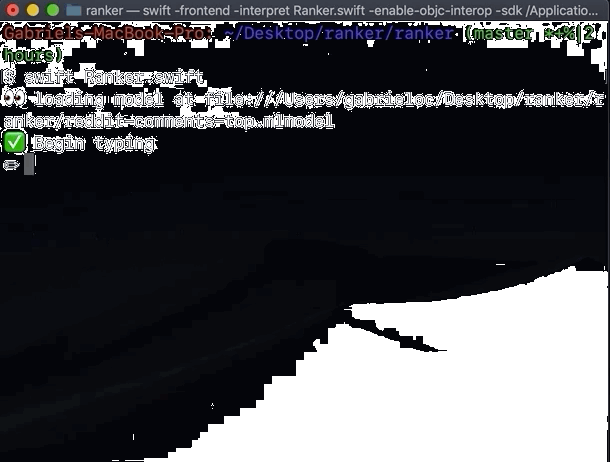 ranker — swift -frontend -interpret Ranker.swift -enable-objc-interop -sdk /Applicatio...
Gabriels-MacBook-Pro: ~/Desktop/ranker/ranker (master *+%|2
hours)
$ swift Ranker.swift
👀 loading model at file:///Users/gabrieloc/Desktop/ranker/r
anker/reddit-comments-top.mlmodel
✅ Begin typing
✏